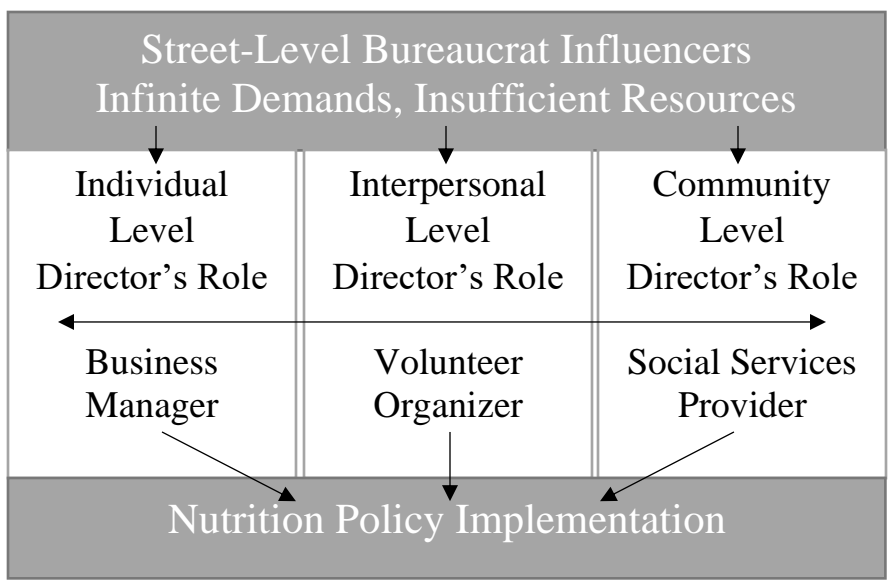 Street-Level Bureaucrat Influencers
Infinite Demands, Insufficient Resources
Individual
Level
Director’s Role
Interpersonal
Level
Director’s Role
Community
Level
Director’s Role
Business
Manager
Volunteer
Organizer
Social Services
Provider
Nutrition Policy Implementation